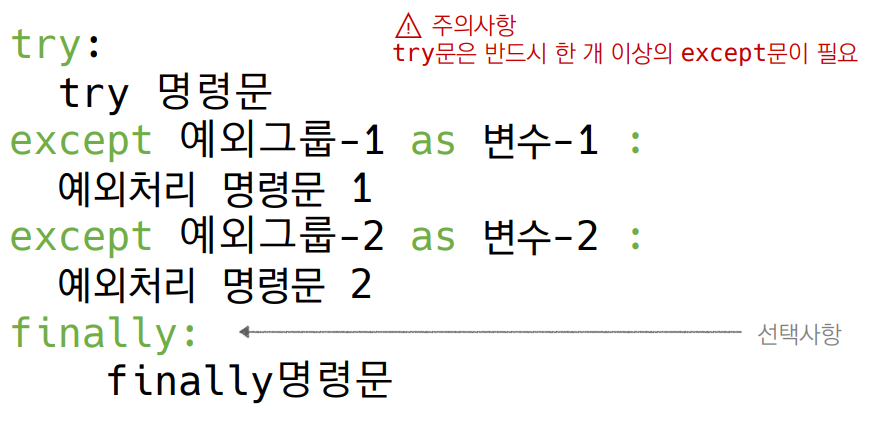 ⚠ 주의사항
try문은 반드시 한 개 이상의 except문이 필요
try:
try 명령문
except 예외그룹-1 as 변수-1 :
예외처리 명령문 1
except 예외그룹-2 as 변수-2 :
예외처리 명령문 2
finally:
선택사항
finally명령문